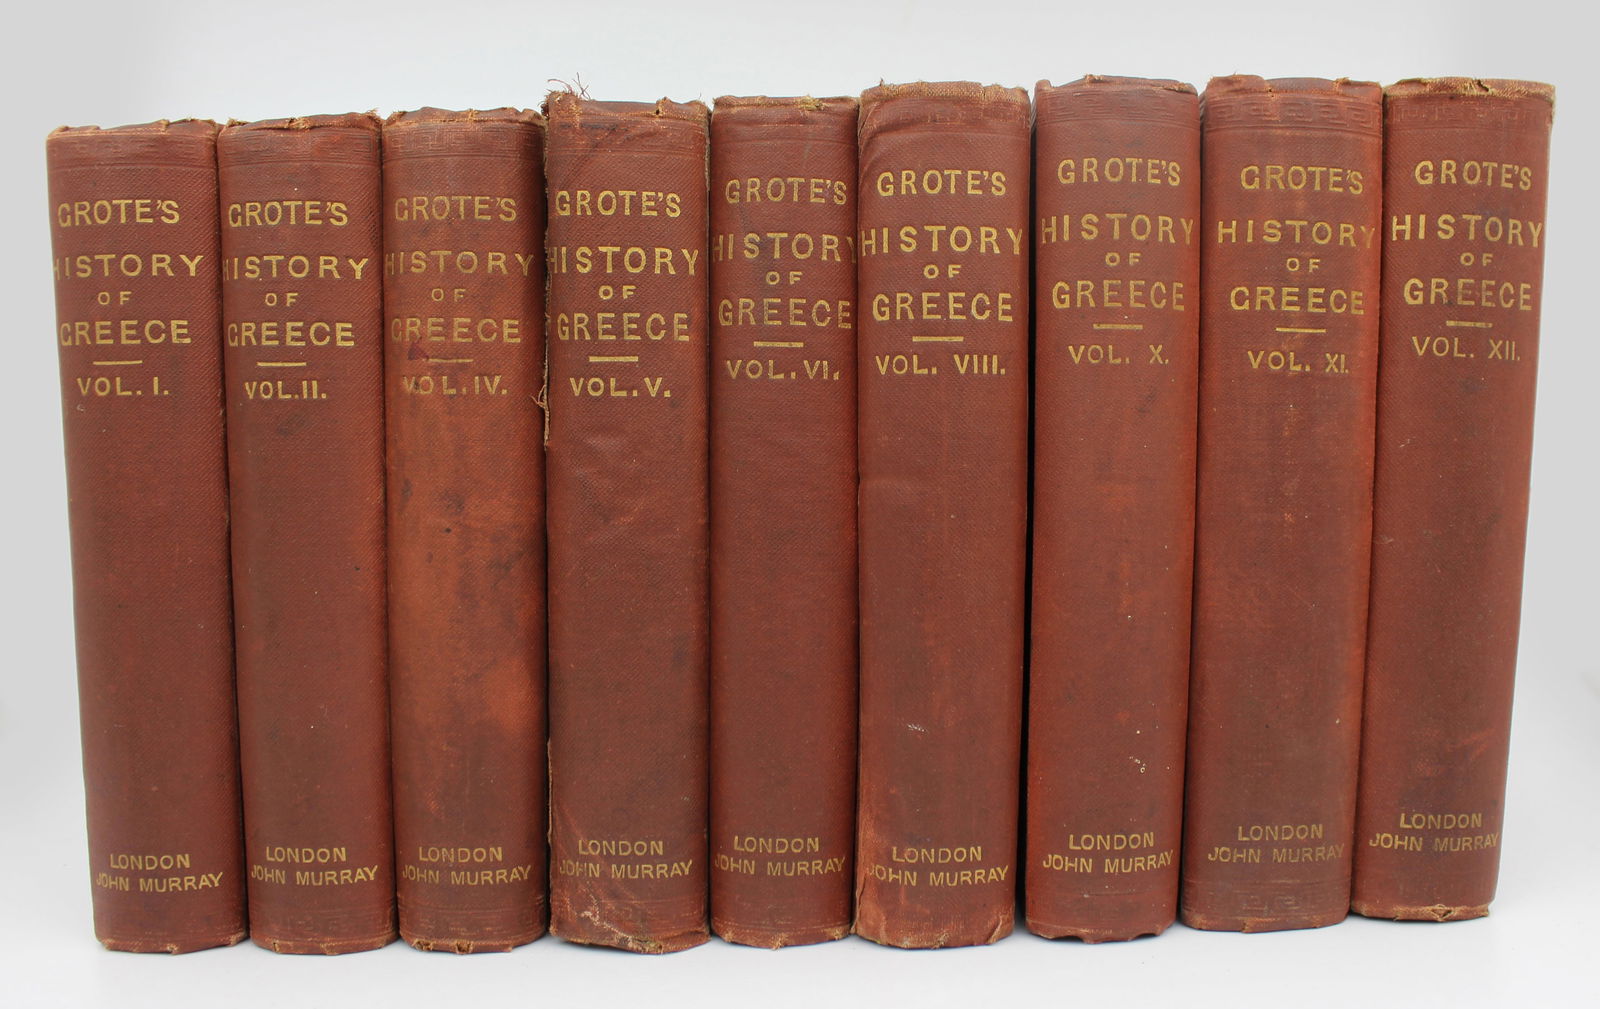 GROTE'S
HISTORY
OF
GREECE
VOL. I.
LONDON
JOHN MURRAY
GROTE'S
HISTORY
OF
GREECE
VOL. II.
LONDON
JOHN MURRAY
GROTE'S
HISTORY
OF
GREECE
VOL. IV.
LONDON
JOHN MURRAY
GROTE'S
HISTORY
OF
GREECE
VOL. V.
LONDON
JOHN MURRAY
GROTE'S
HISTORY
OF
GREECE
VOL. VI.
LONDON
JOHN MURRAY
GROTE'S
HISTORY
OF
GREECE
VOL. VIII.
LONDON
JOHN MURRAY
GROTE'S
HISTORY
OF
GREECE
VOL. X.
LONDON
JOHN MURRAY
GROTE'S
HISTORY
OF
GREECE
VOL. XI.
LONDON
JOHN MURRAY
GROTE'S
HISTORY
OF
GREECE
VOL. XII.
LONDON
JOHN MURRAY